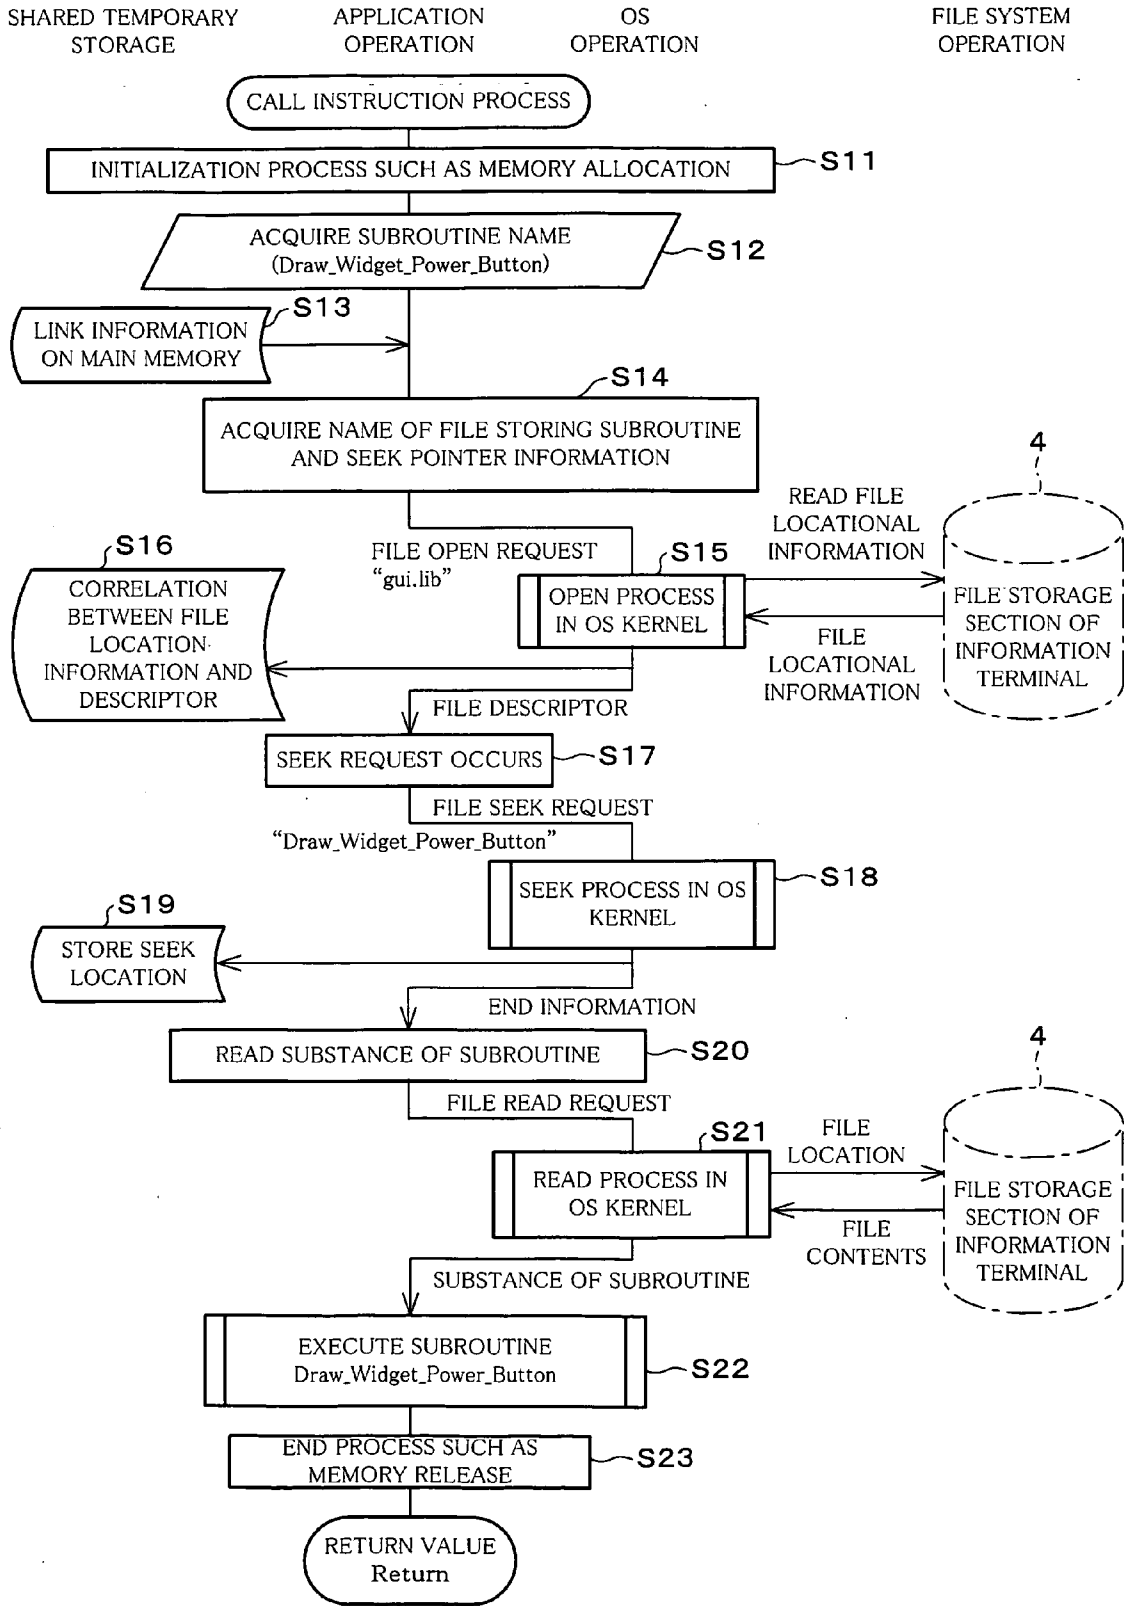 SHARED TEMPORARY
STORAGE
APPLICATION
OPERATION
OS
OPERATION
FILE SYSTEM
OPERATION
CALL INSTRUCTION PROCESS
INITIALIZATION PROCESS SUCH AS MEMORY ALLOCATION
S11
ACQUIRE SUBROUTINE NAME
(Draw_Widget_Power_Button)
S12
S13
LINK INFORMATION
ON MAIN MEMORY
S14
ACQUIRE NAME OF FILE STORING SUBROUTINE
AND SEEK POINTER INFORMATION
4
READ FILE
LOCATIONAL
INFORMATION
FILE OPEN REQUEST
“gui.lib”
S15
OPEN PROCESS
IN OS KERNEL
FILE STORAGE
SECTION OF
INFORMATION
TERMINAL
FILE
LOCATIONAL
INFORMATION
S16
CORRELATION
BETWEEN FILE
LOCATION
INFORMATION AND
DESCRIPTOR
FILE DESCRIPTOR
SEEK REQUEST OCCURS
S17
FILE SEEK REQUEST
“Draw_Widget_Power_Button”
SEEK PROCESS IN OS
KERNEL
S18
S19
STORE SEEK
LOCATION
END INFORMATION
READ SUBSTANCE OF SUBROUTINE
S20
4
FILE READ REQUEST
S21
READ PROCESS IN
OS KERNEL
FILE
LOCATION
FILE
CONTENTS
FILE STORAGE
SECTION OF
INFORMATION
TERMINAL
SUBSTANCE OF SUBROUTINE
EXECUTE SUBROUTINE
Draw_Widget_Power_Button
S22
END PROCESS SUCH AS
MEMORY RELEASE
S23
RETURN VALUE
Return